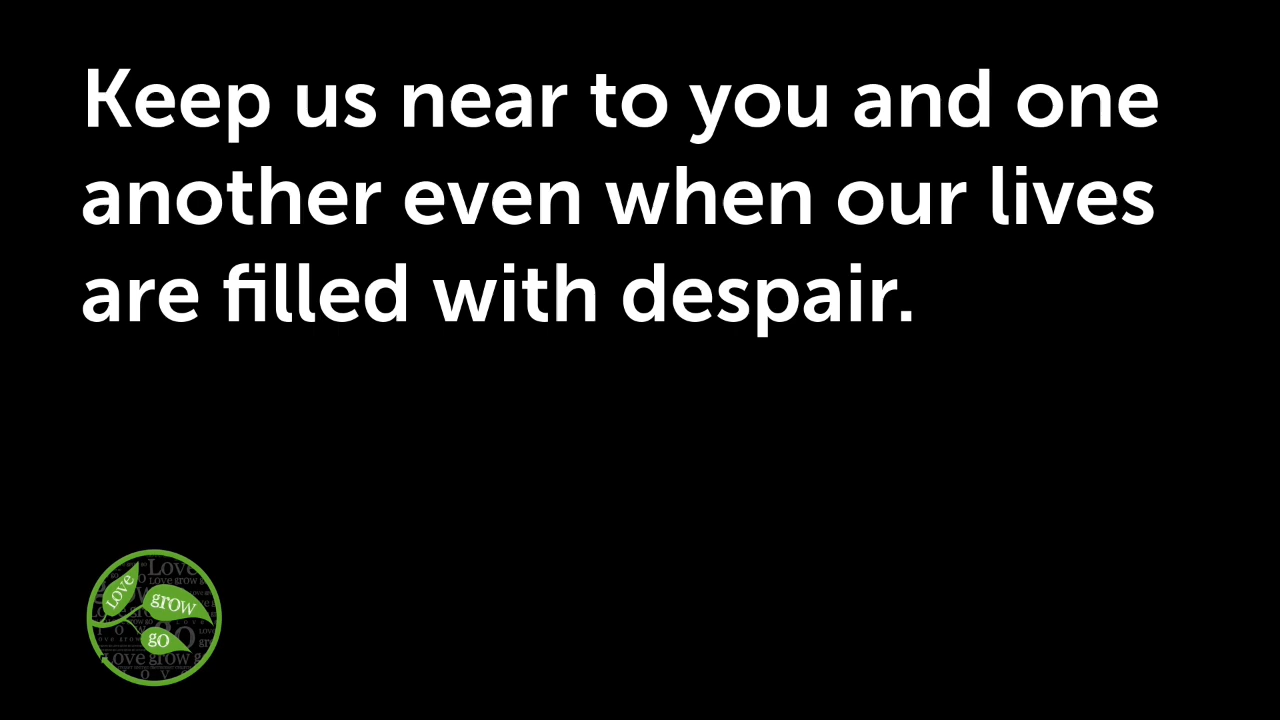 Keep us near to you and one
another even when our lives
are filled with despair.
Love
grow
go